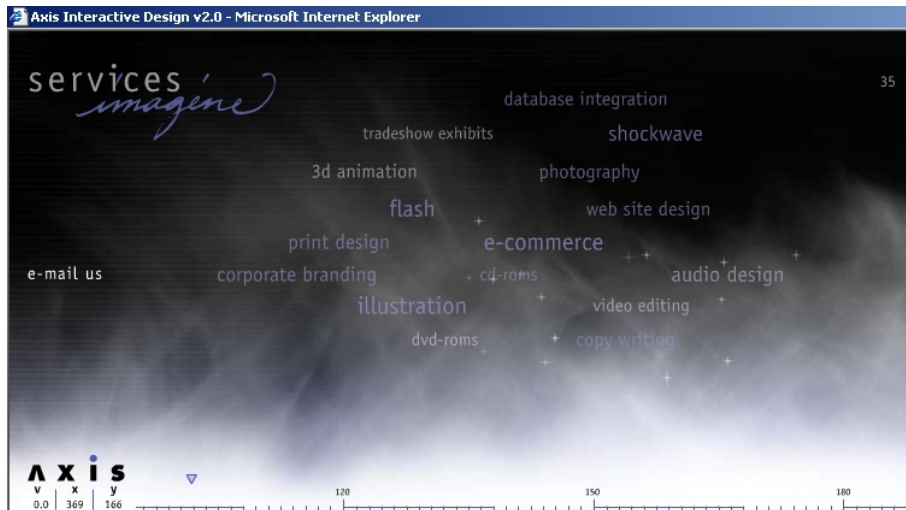 Axis Interactive Design v2.0 - Microsoft Internet Explorer
services
imagine
35
database integration
tradeshow exhibits
shockwave
3d animation
photography
flash
web site design
print design
e-commerce
e-mail us
corporate branding
cd-roms
audio design
illustration
video editing
dvd-roms
copy writing
axis
v x y
0.0 369 166
120 150 180